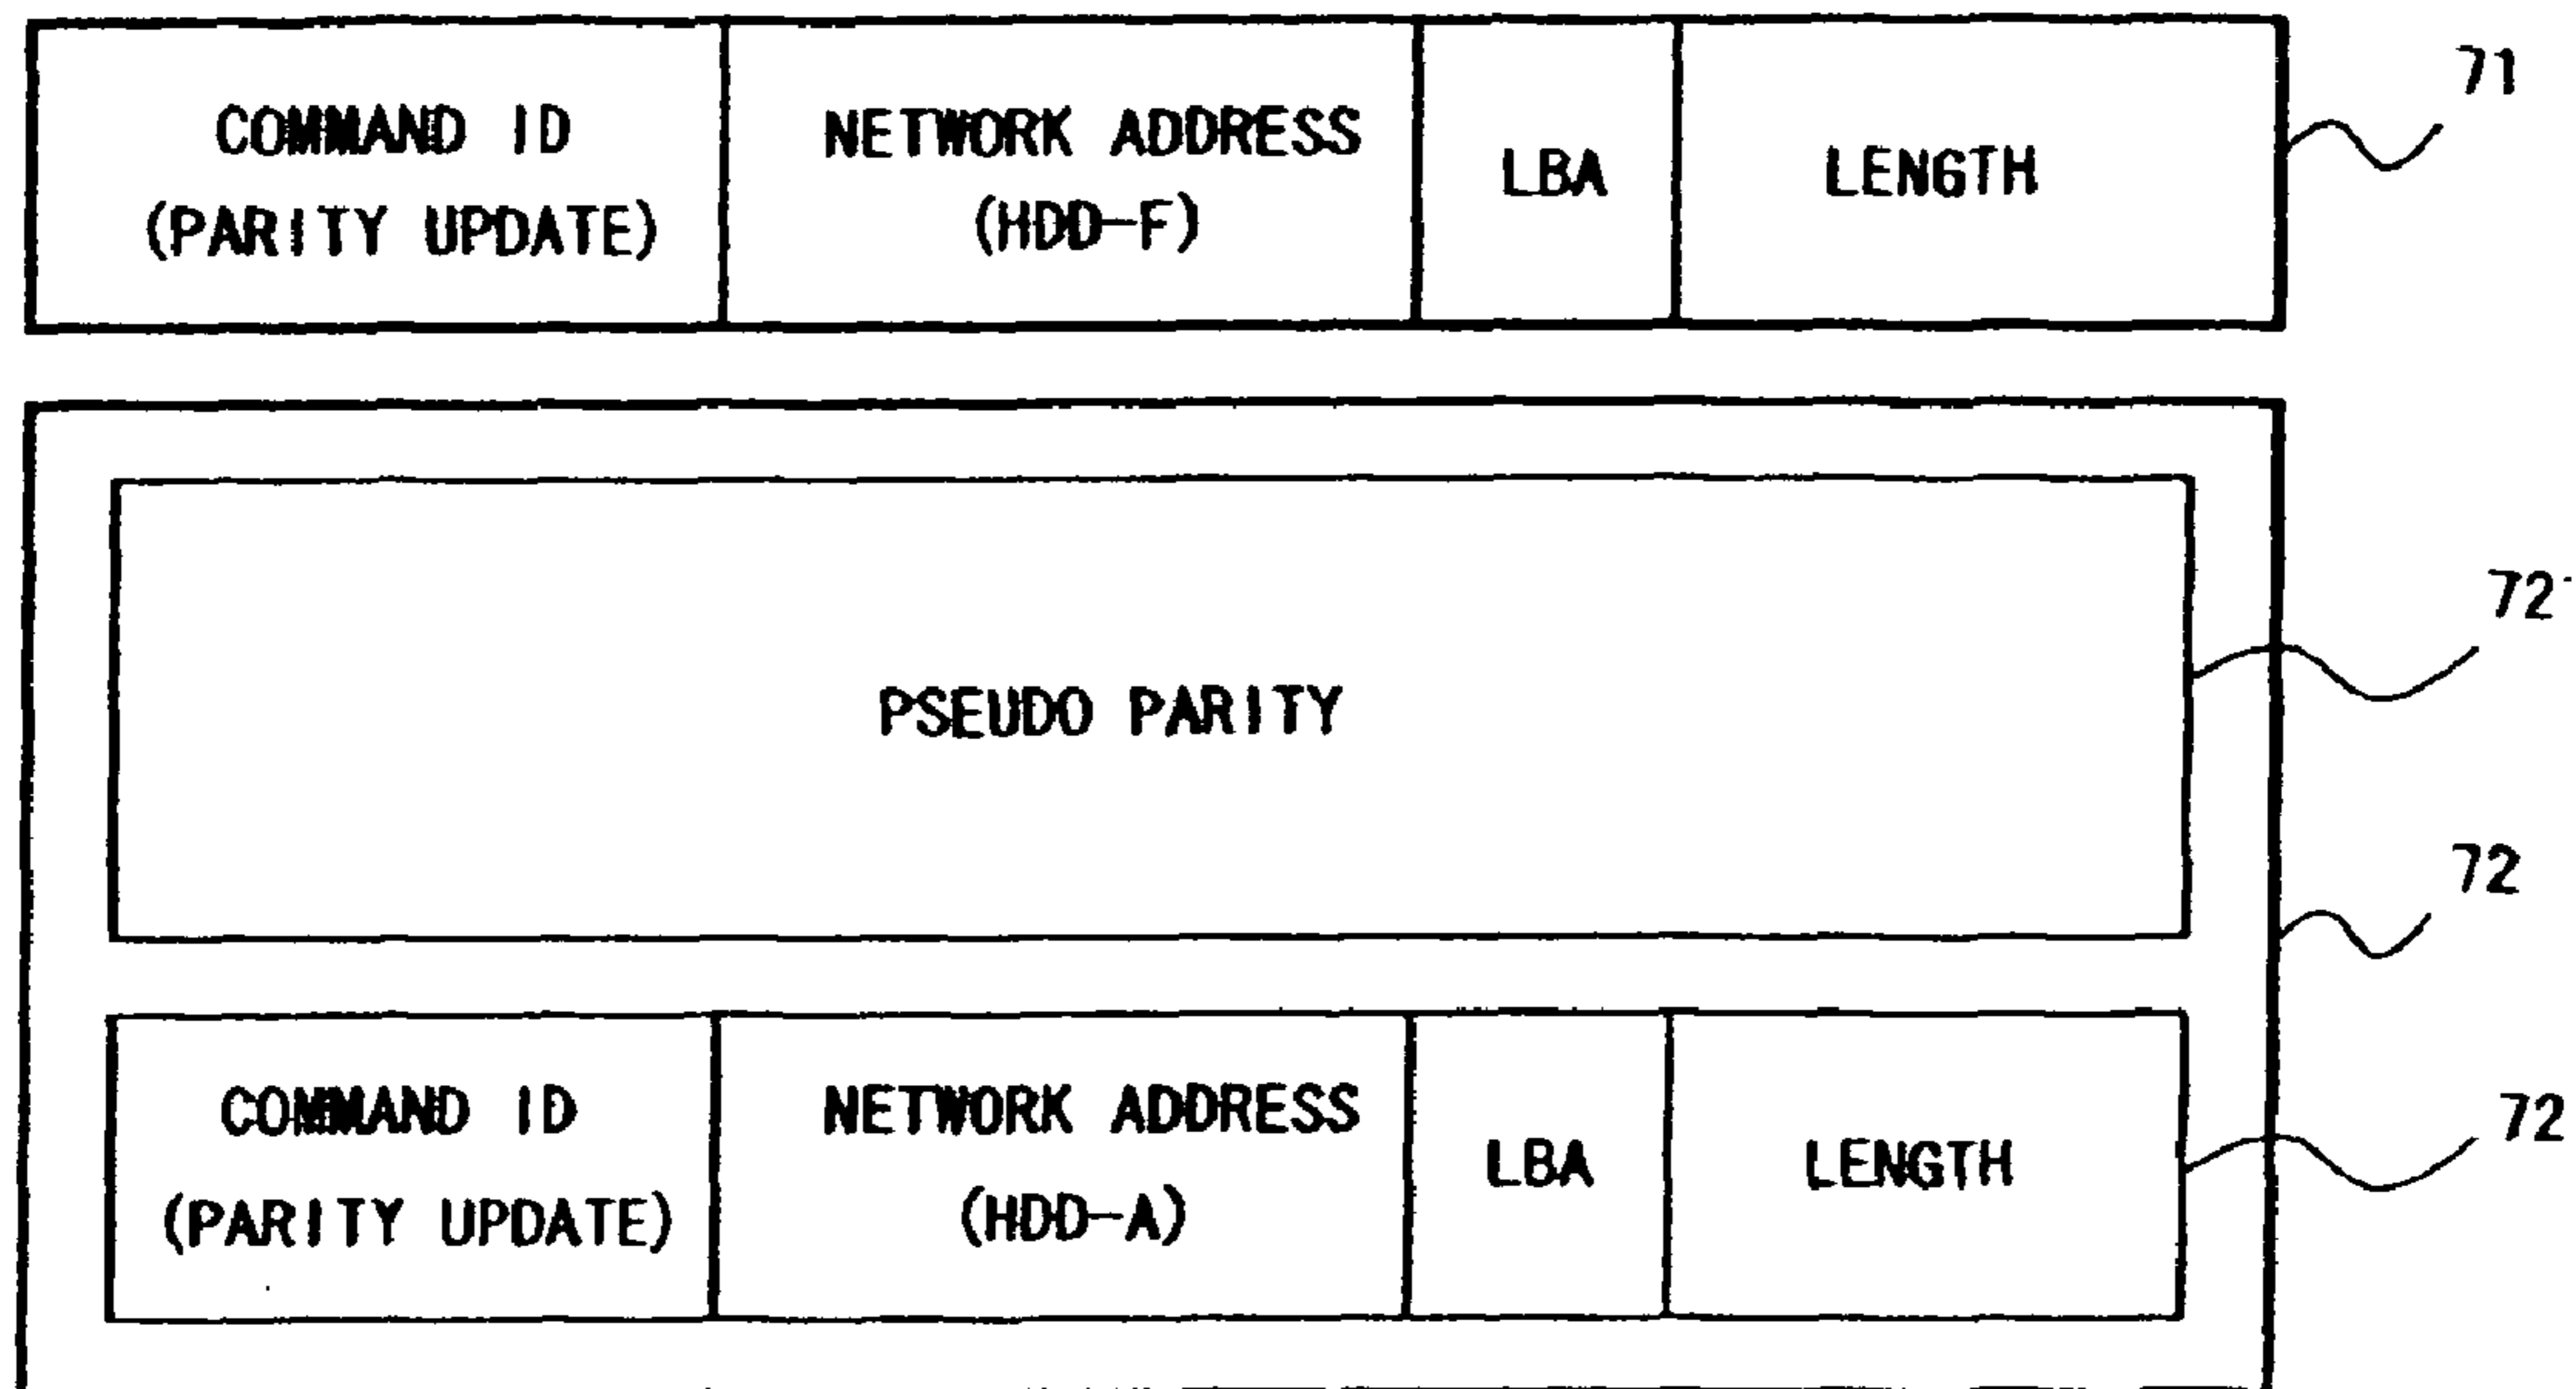 COMMAND ID
(PARITY UPDATE)
NETWORK ADDRESS
(HDD-F)
LBA
LENGTH
71
PSEUDO PARITY
72
72
COMMAND ID
(PARITY UPDATE)
NETWORK ADDRESS
(HDD-A)
LBA
LENGTH
72